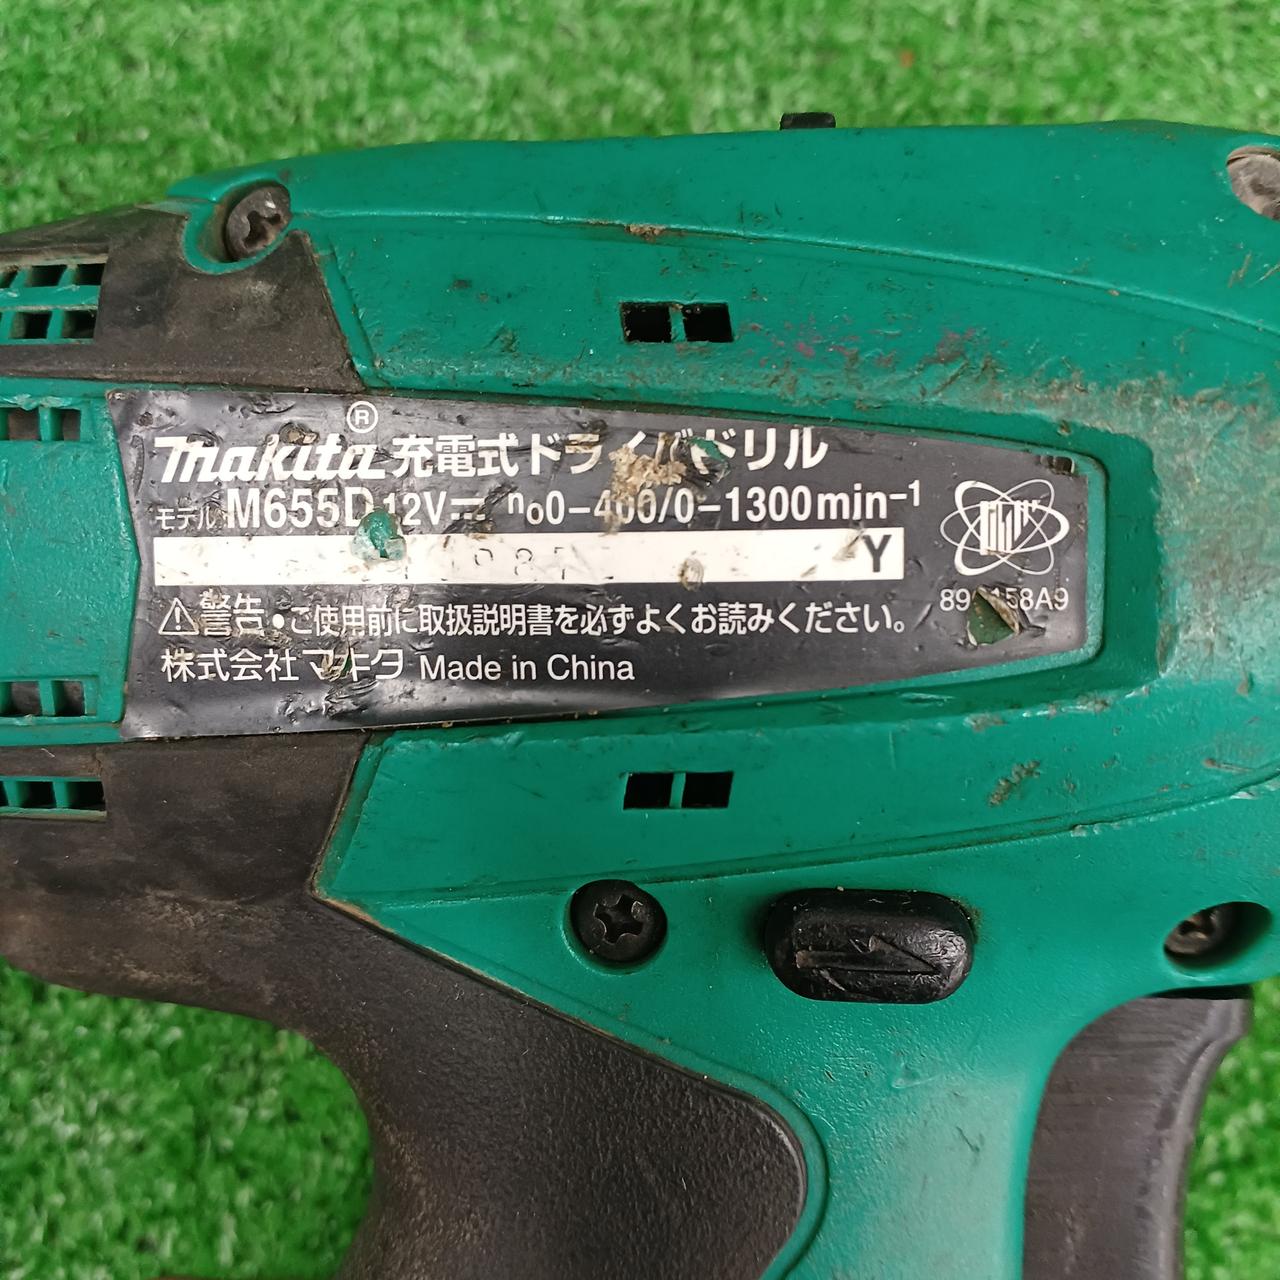 makita® 充電式ドライバドリル
モデル M655D 12V⎓ n₀0-400/0-1300min⁻¹
Y
⚠警告・ご使用前に取扱説明書を必ずよくお読みください。
株式会社マキタ Made in China